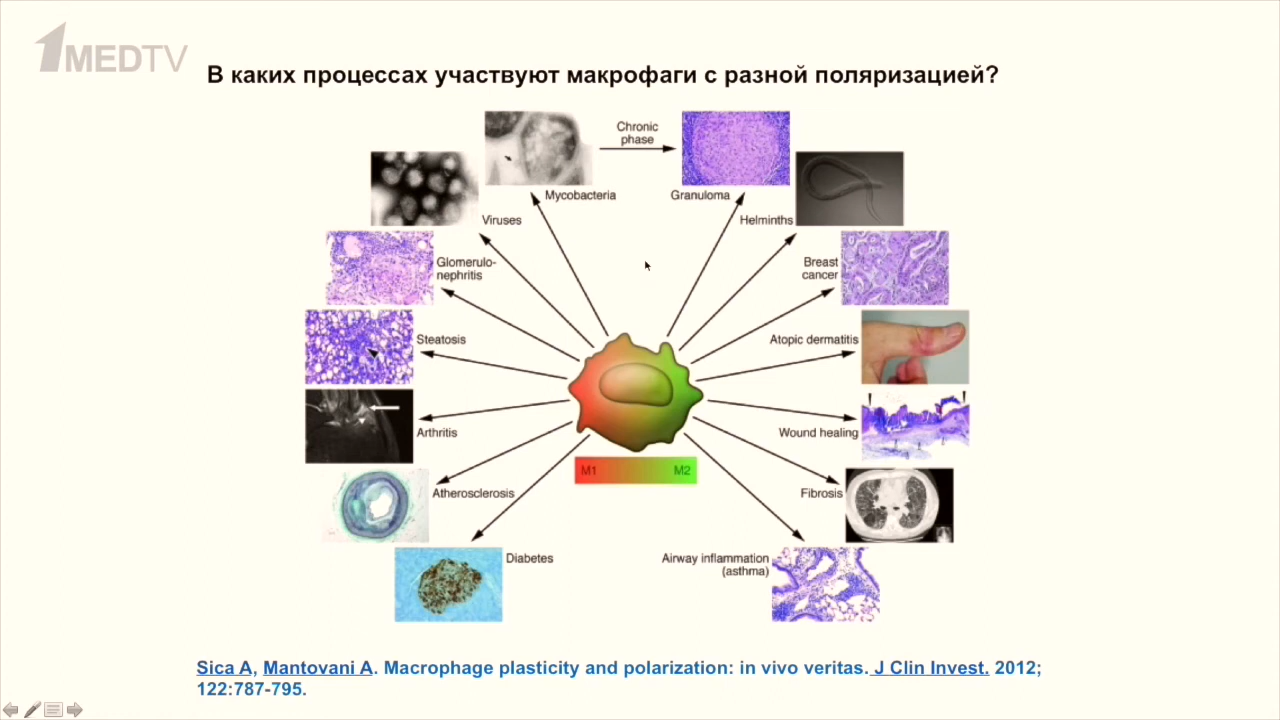 1MEDTV
В каких процессах участвуют макрофаги с разной поляризацией?
Chronic
phase
Mycobacteria
Granuloma
Viruses
Helminths
Glomerulo-
nephritis
Breast
cancer
Steatosis
Atopic dermatitis
Arthritis
Wound healing
M1
M2
Atherosclerosis
Fibrosis
Diabetes
Airway inflammation
(asthma)
Sica A, Mantovani A. Macrophage plasticity and polarization: in vivo veritas. J Clin Invest. 2012;
122:787-795.